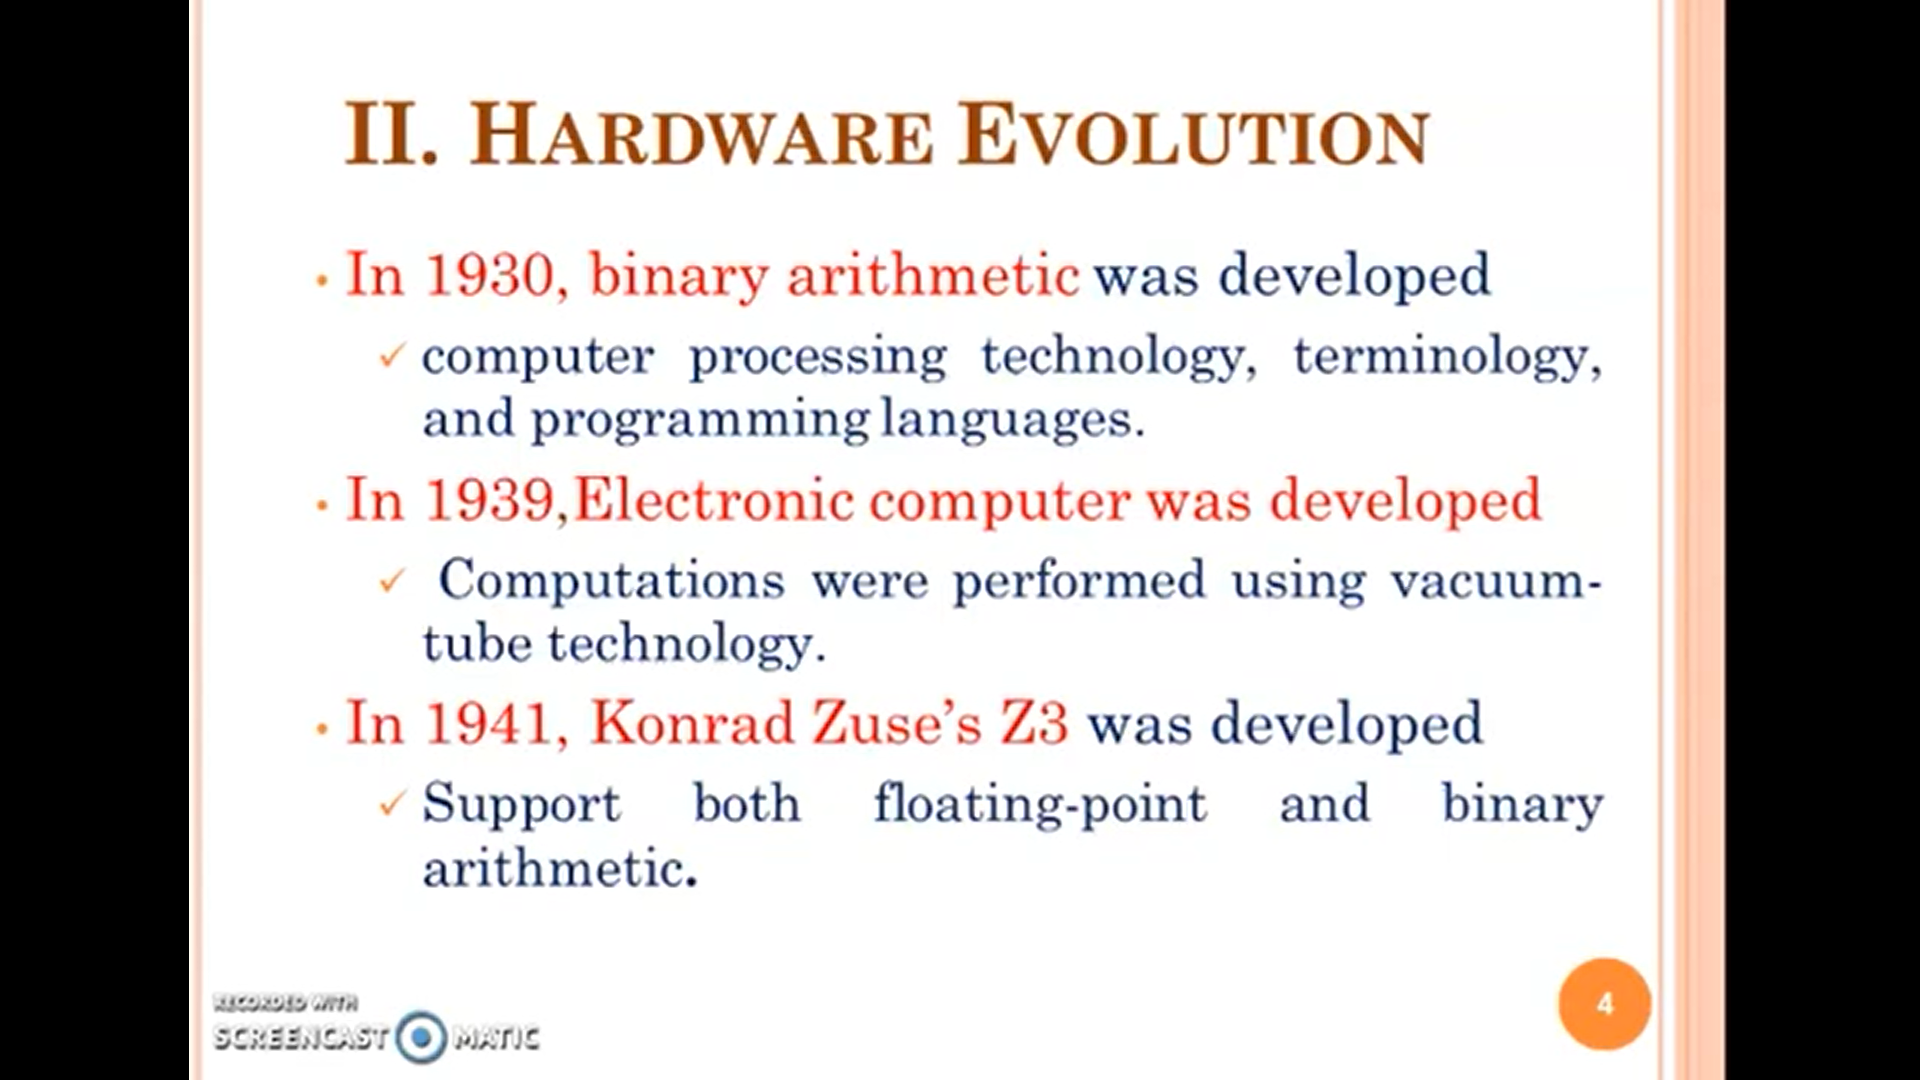 II. HARDWARE EVOLUTION
• In 1930, binary arithmetic was developed
✓ computer processing technology, terminology,
and programming languages.
• In 1939,Electronic computer was developed
✓ Computations were performed using vacuum-
tube technology.
• In 1941, Konrad Zuse’s Z3 was developed
✓ Support both floating-point and binary
arithmetic.
RECORDED WITH
SCREENCAST MATIC
4